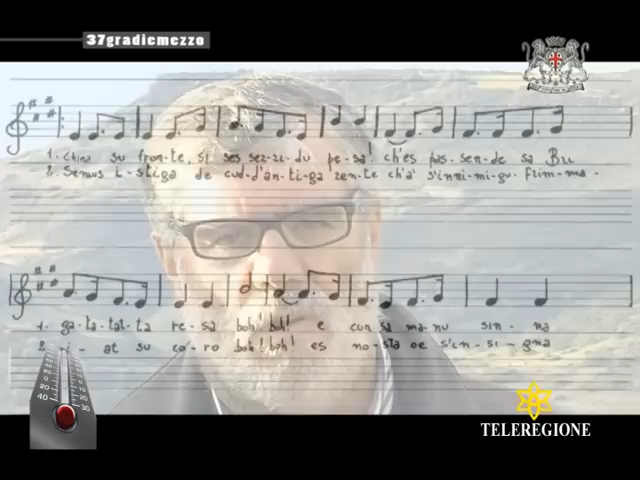 37gradiemezzo
1. China su fron-te, si ses sez-zi-du pe-sa! ch'es pas-sen-de sa Bri
2. Semus i-stiga de cud-d'an-ti-ga zen-te ch'a' s'inni-mi-gu frim-ma-
1. ga-ta-tat-ta re-sa boh! boh! e cun sa ma-nu sin-na
2. i-at su co-ro boh! boh! es no-sta oe s'in-si-gna
TELEREGIONE